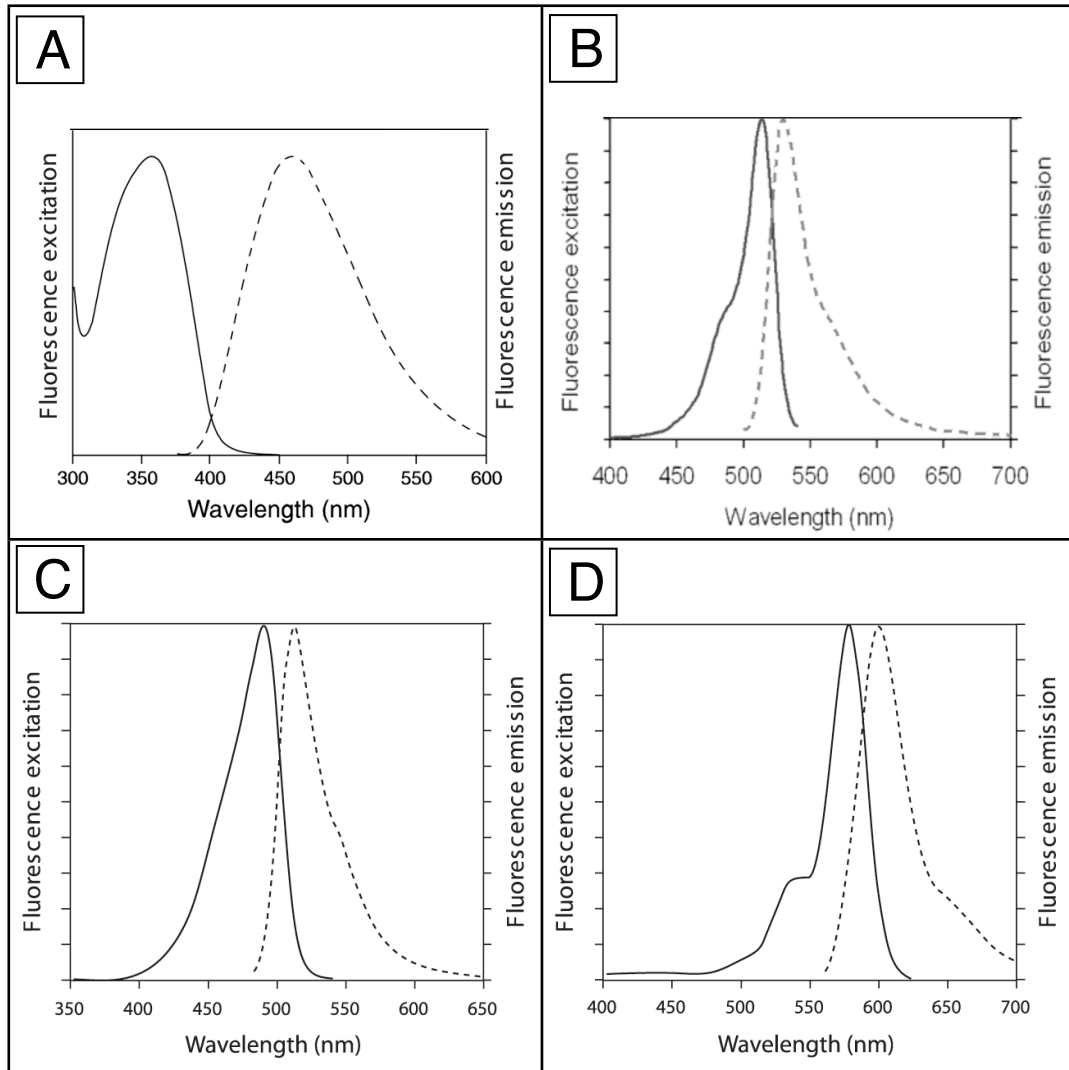 A
Fluorescence excitation
Fluorescence emission
300 350 400 450 500 550 600
Wavelength (nm)
B
Fluorescence excitation
Fluorescence emission
400 450 500 550 600 650 700
Wavelength (nm)
C
Fluorescence excitation
Fluorescence emission
350 400 450 500 550 600 650
Wavelength (nm)
D
Fluorescence excitation
Fluorescence emission
400 450 500 550 600 650 700
Wavelength (nm)